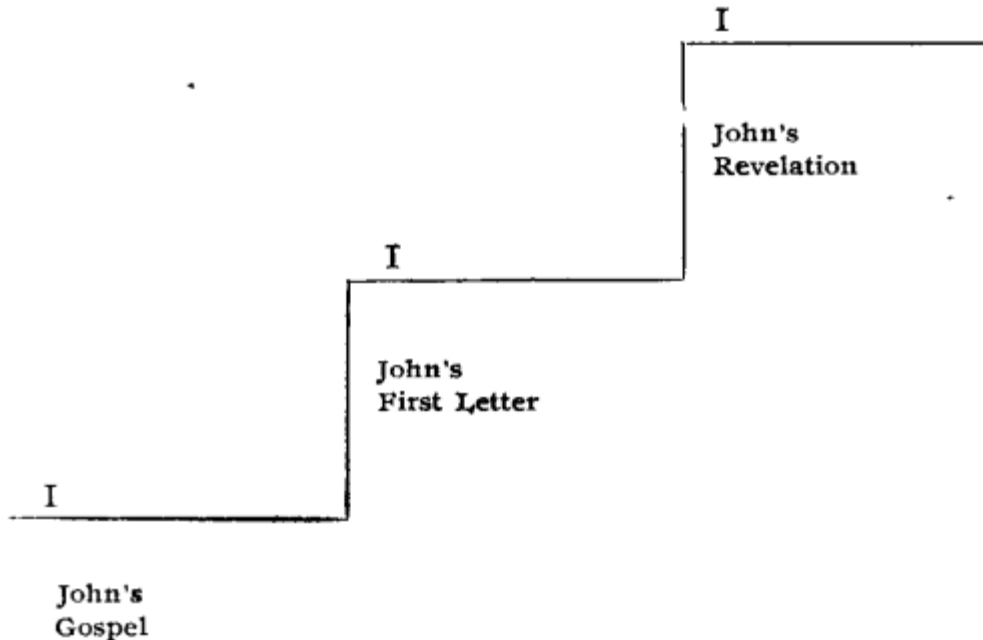 I
John's
Revelation
I
John's
First Letter
I
John's
Gospel